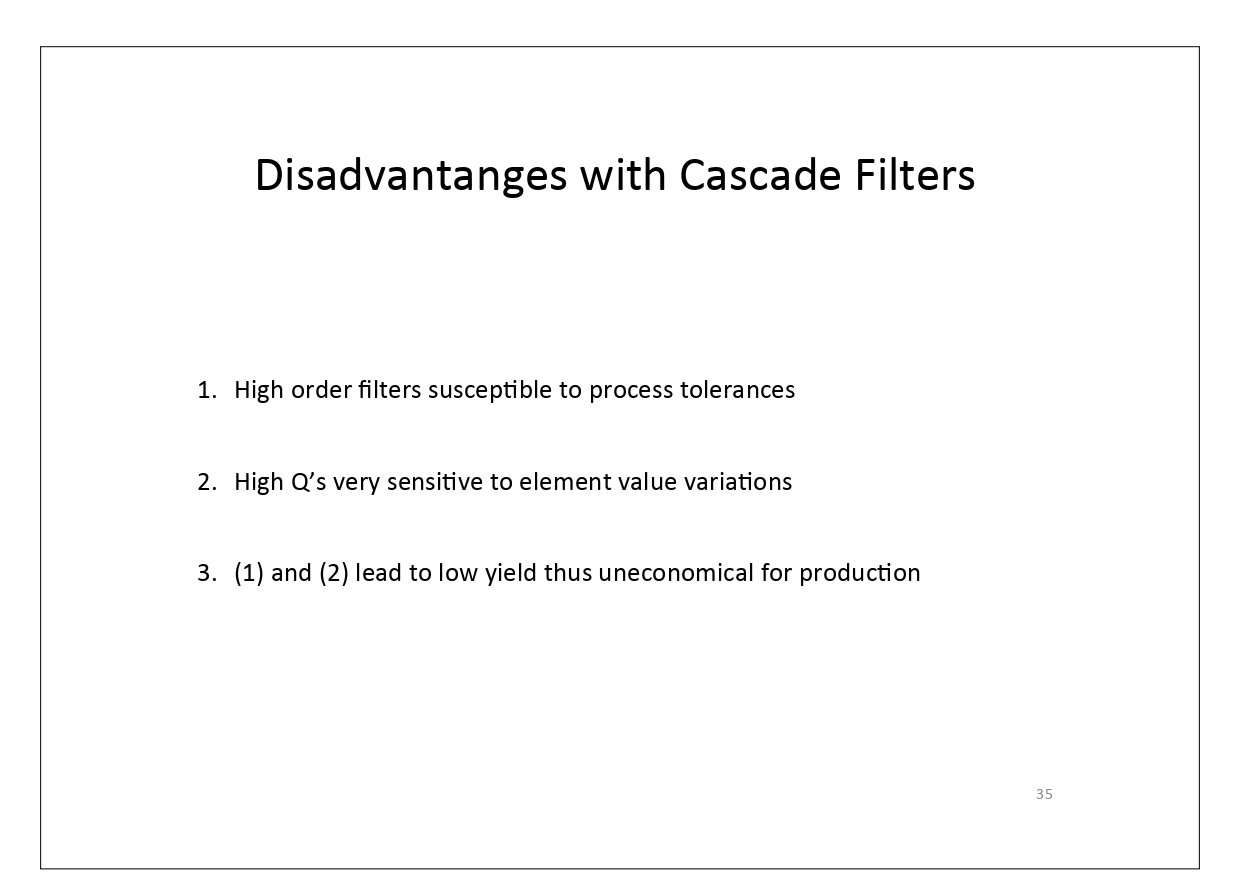 Disadvantanges with Cascade Filters
1. High order filters susceptible to process tolerances
2. High Q’s very sensitive to element value variations
3. (1) and (2) lead to low yield thus uneconomical for production
35